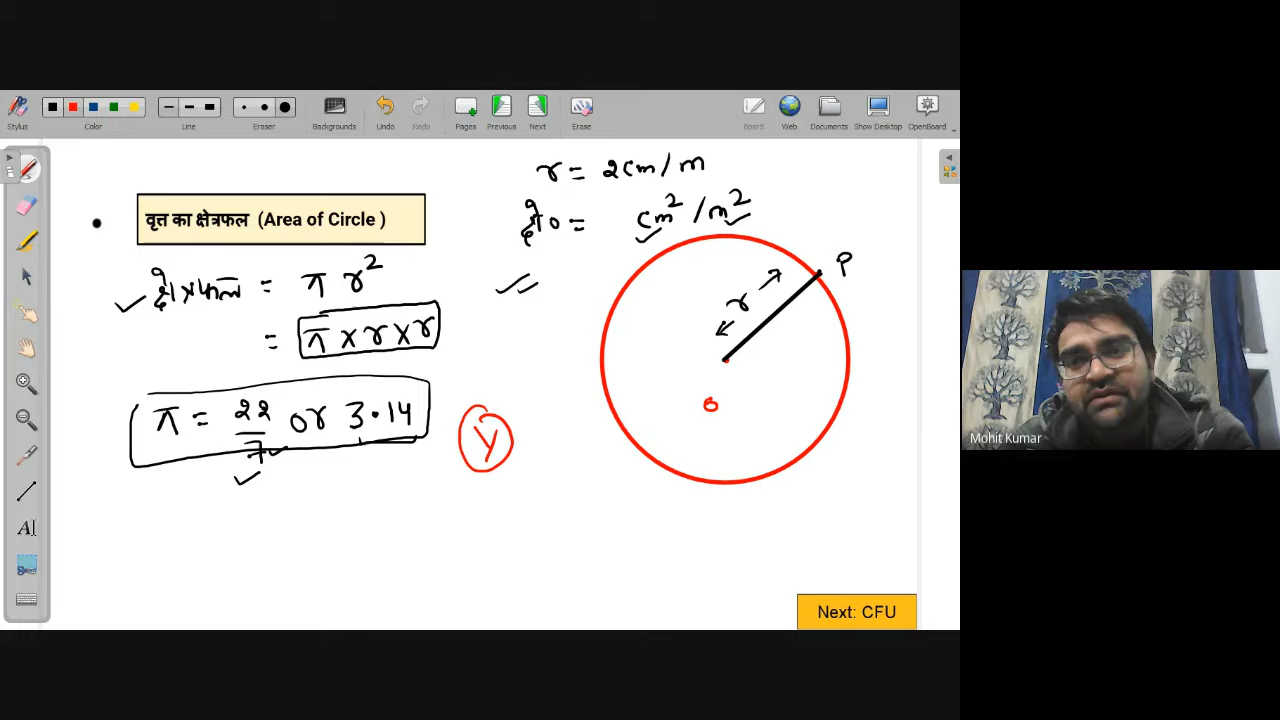 Stylus Color Line Eraser Backgrounds Undo Redo Pages Previous Next Erase Board Web Documents Show Desktop OpenBoard
r = 2cm/m
क्षे० = cm² / m²
• वृत्त का क्षेत्रफल (Area of Circle )
क्षेत्रफल = π r²
= π × r × r
π = 22/7 or 3.14
y
P
r
o
Mohit Kumar
Next: CFU